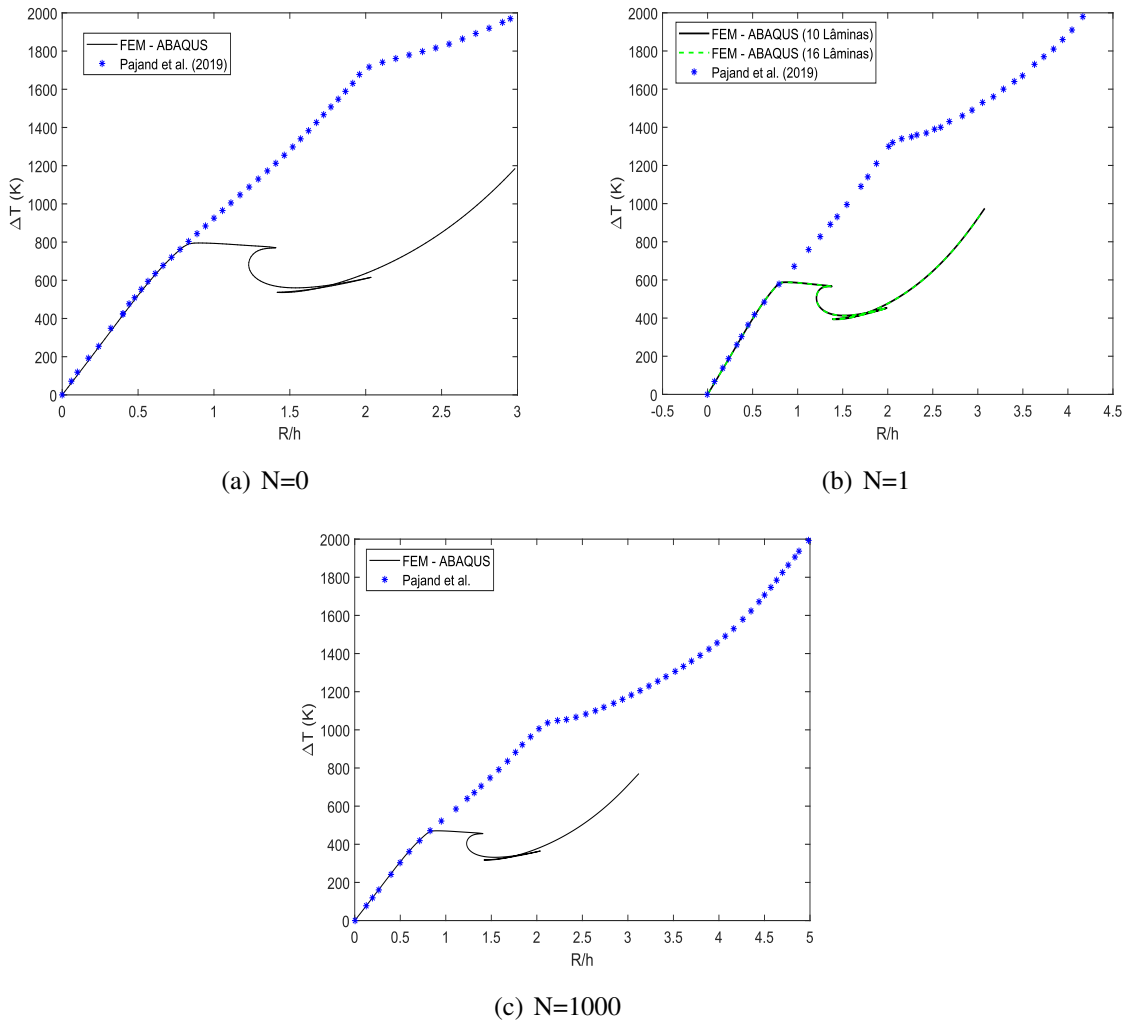 2000
1800
1600
1400
1200
1000
800
600
400
200
0
ΔT (K)
FEM - ABAQUS
Pajand et al. (2019)
0 0.5 1 1.5 2 2.5 3
R/h
(a) N=0
2000
1800
1600
1400
1200
1000
800
600
400
200
0
ΔT (K)
FEM - ABAQUS (10 Lâminas)
FEM - ABAQUS (16 Lâminas)
Pajand et al. (2019)
-0.5 0 0.5 1 1.5 2 2.5 3 3.5 4 4.5
R/h
(b) N=1
2000
1800
1600
1400
1200
1000
800
600
400
200
0
ΔT (K)
FEM - ABAQUS
Pajand et al.
0 0.5 1 1.5 2 2.5 3 3.5 4 4.5 5
R/h
(c) N=1000